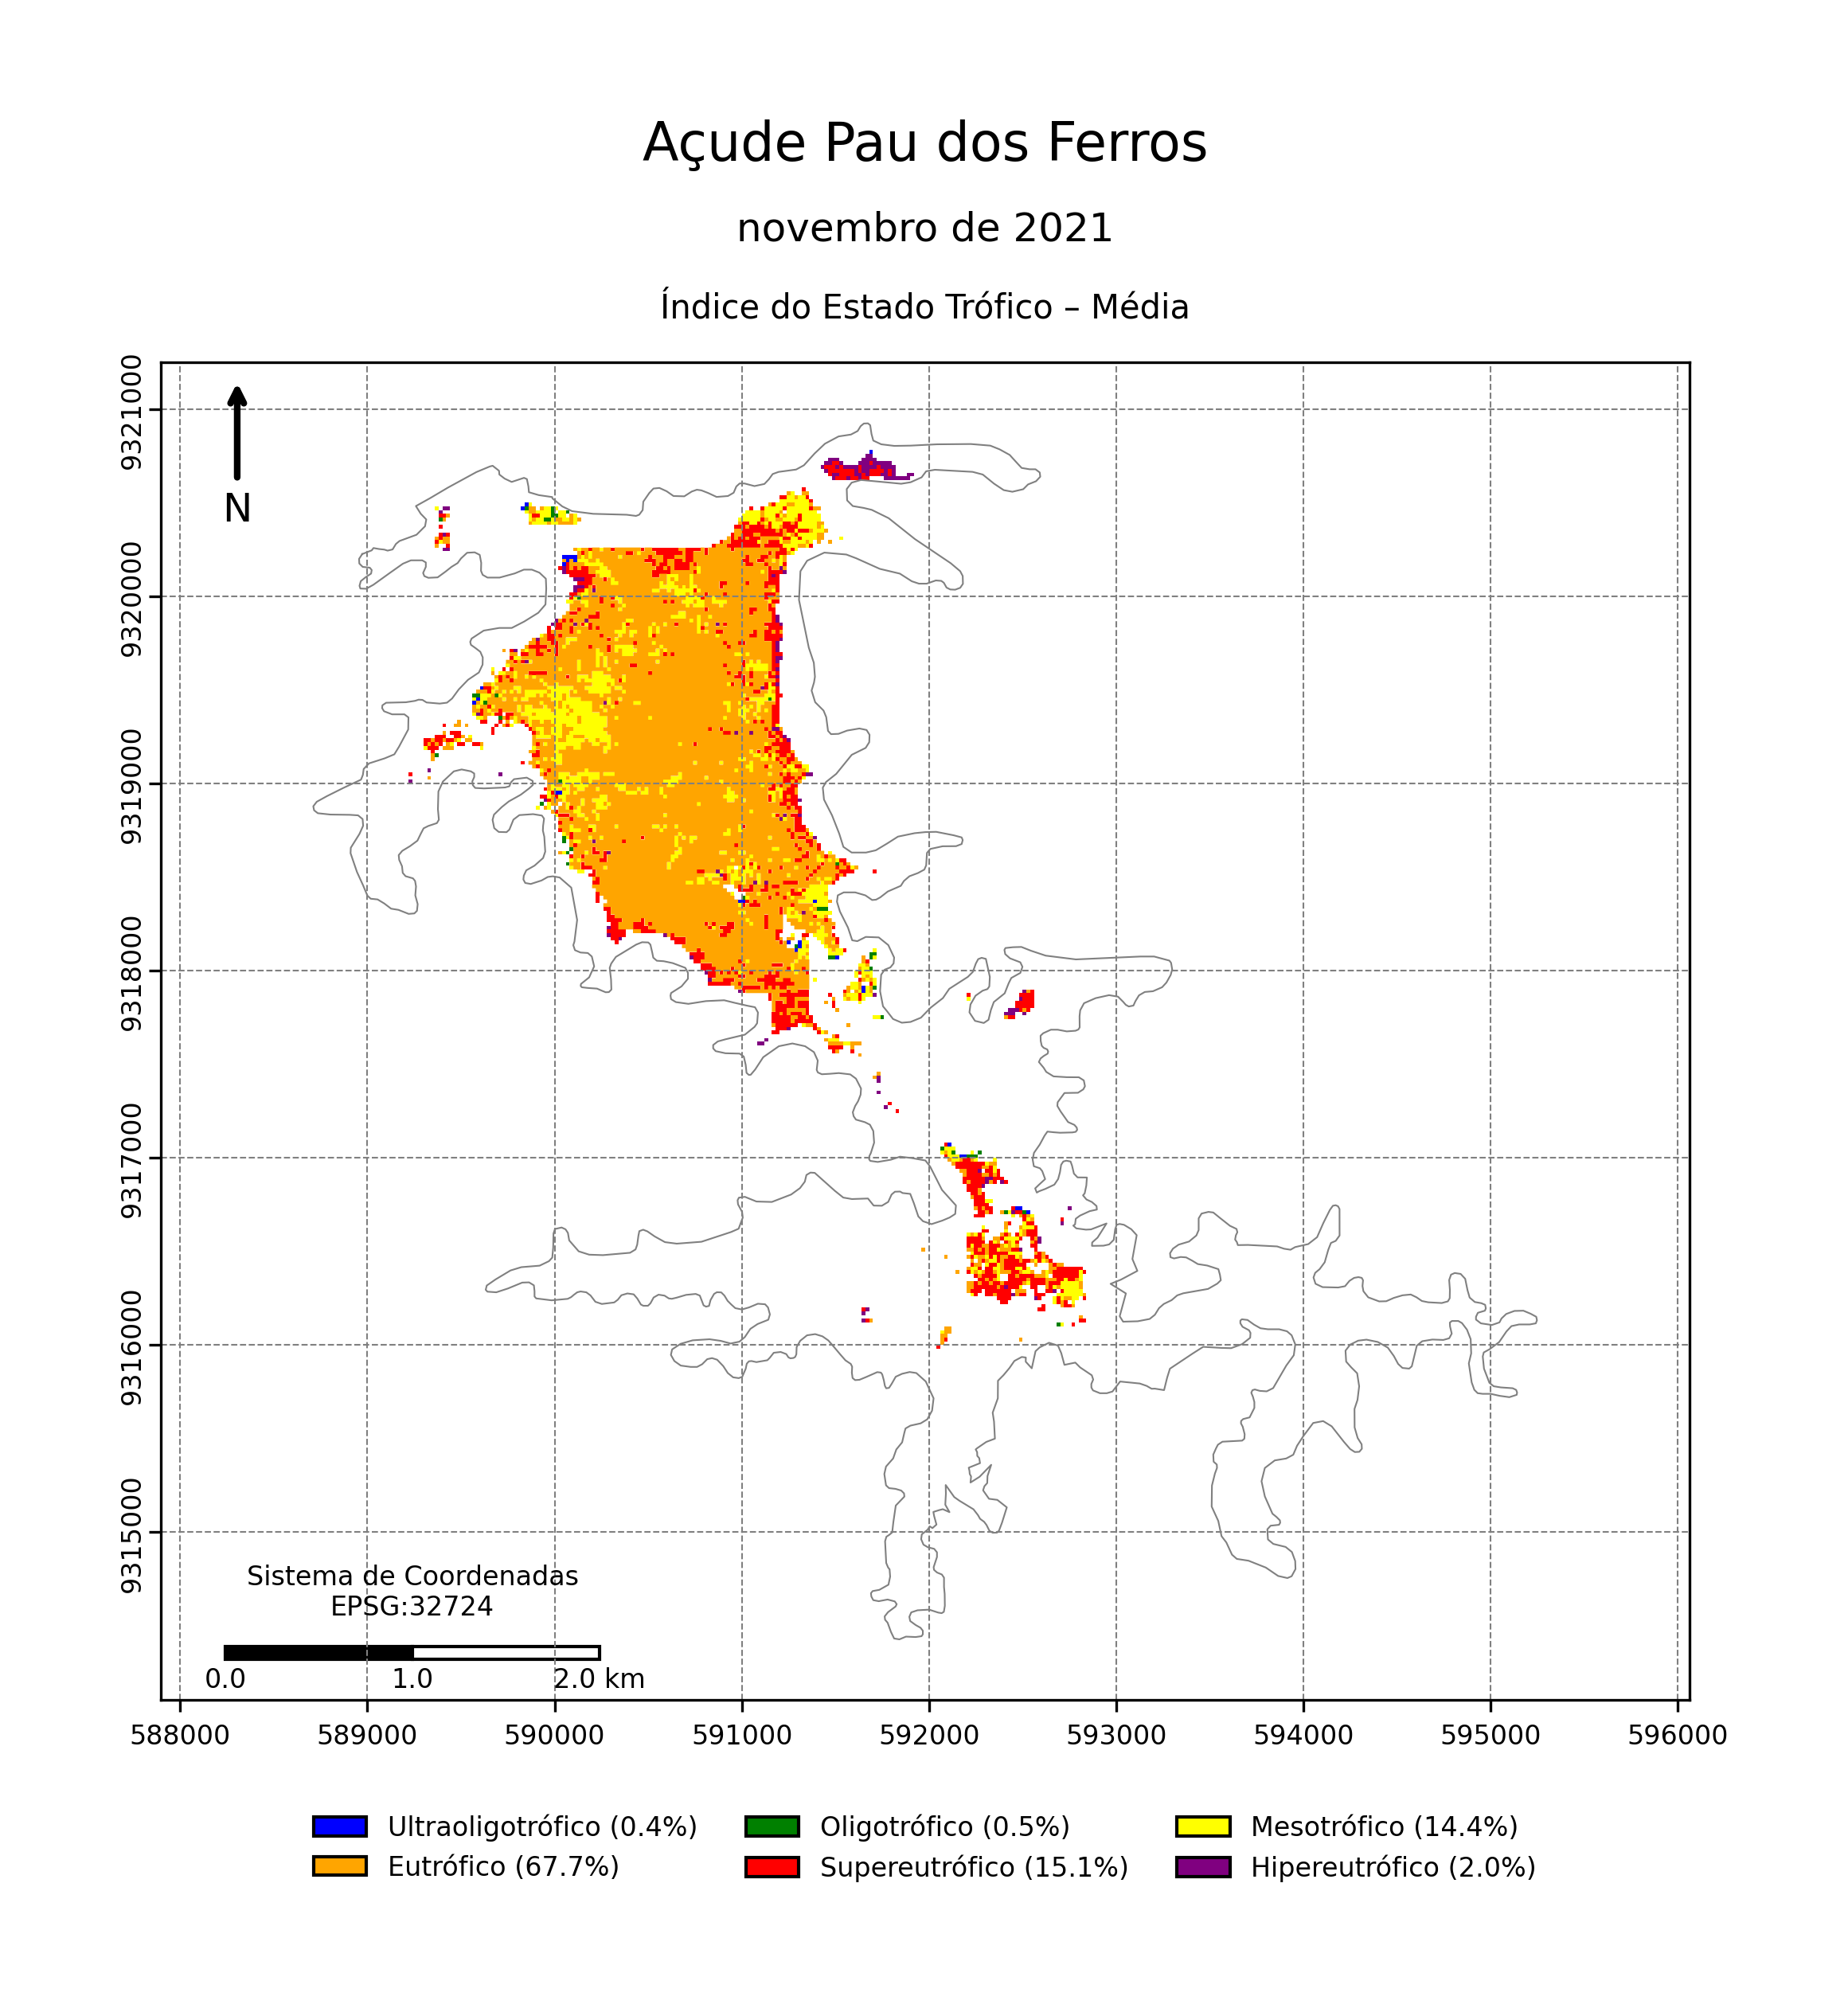 Açude Pau dos Ferros
novembro de 2021
Índice do Estado Trófico – Média
9321000
9320000
9319000
9318000
9317000
9316000
9315000
N
Sistema de Coordenadas
EPSG:32724
0.0 1.0 2.0 km
588000 589000 590000 591000 592000 593000 594000 595000 596000
Ultraoligotrófico (0.4%) Oligotrófico (0.5%) Mesotrófico (14.4%)
Eutrófico (67.7%) Supereutrófico (15.1%) Hipereutrófico (2.0%)